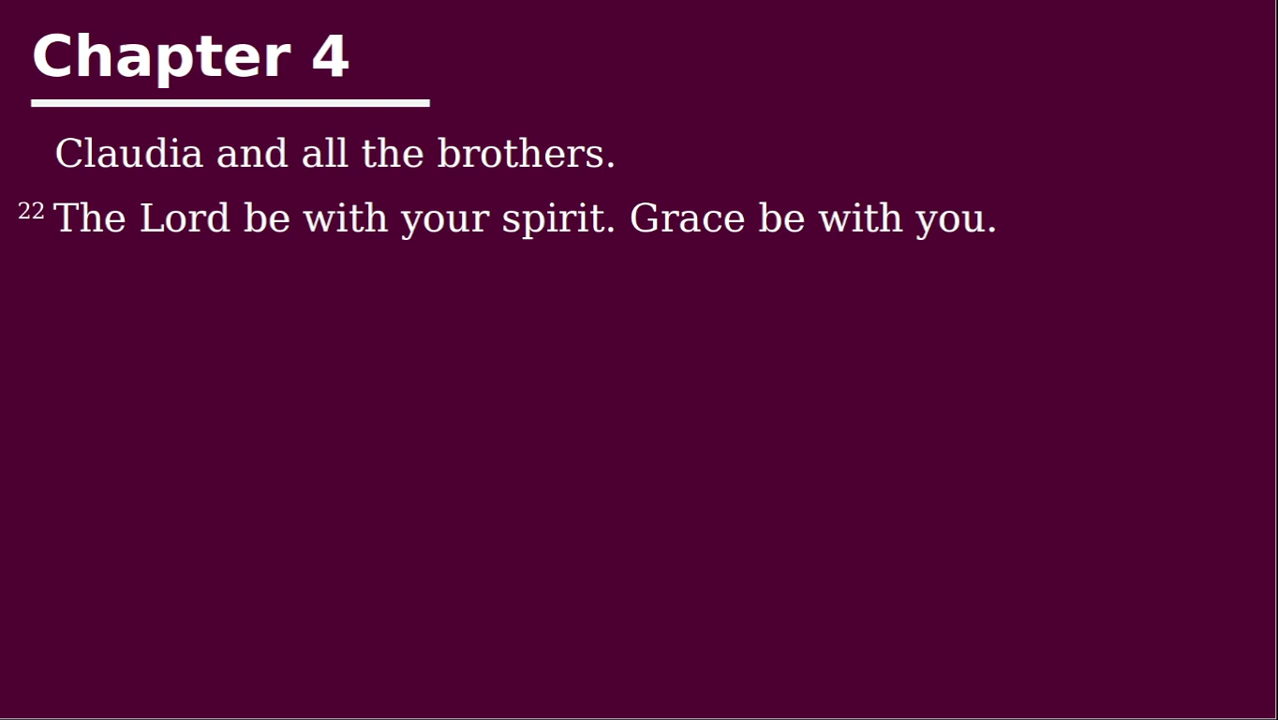 Chapter 4
Claudia and all the brothers.
22 The Lord be with your spirit. Grace be with you.